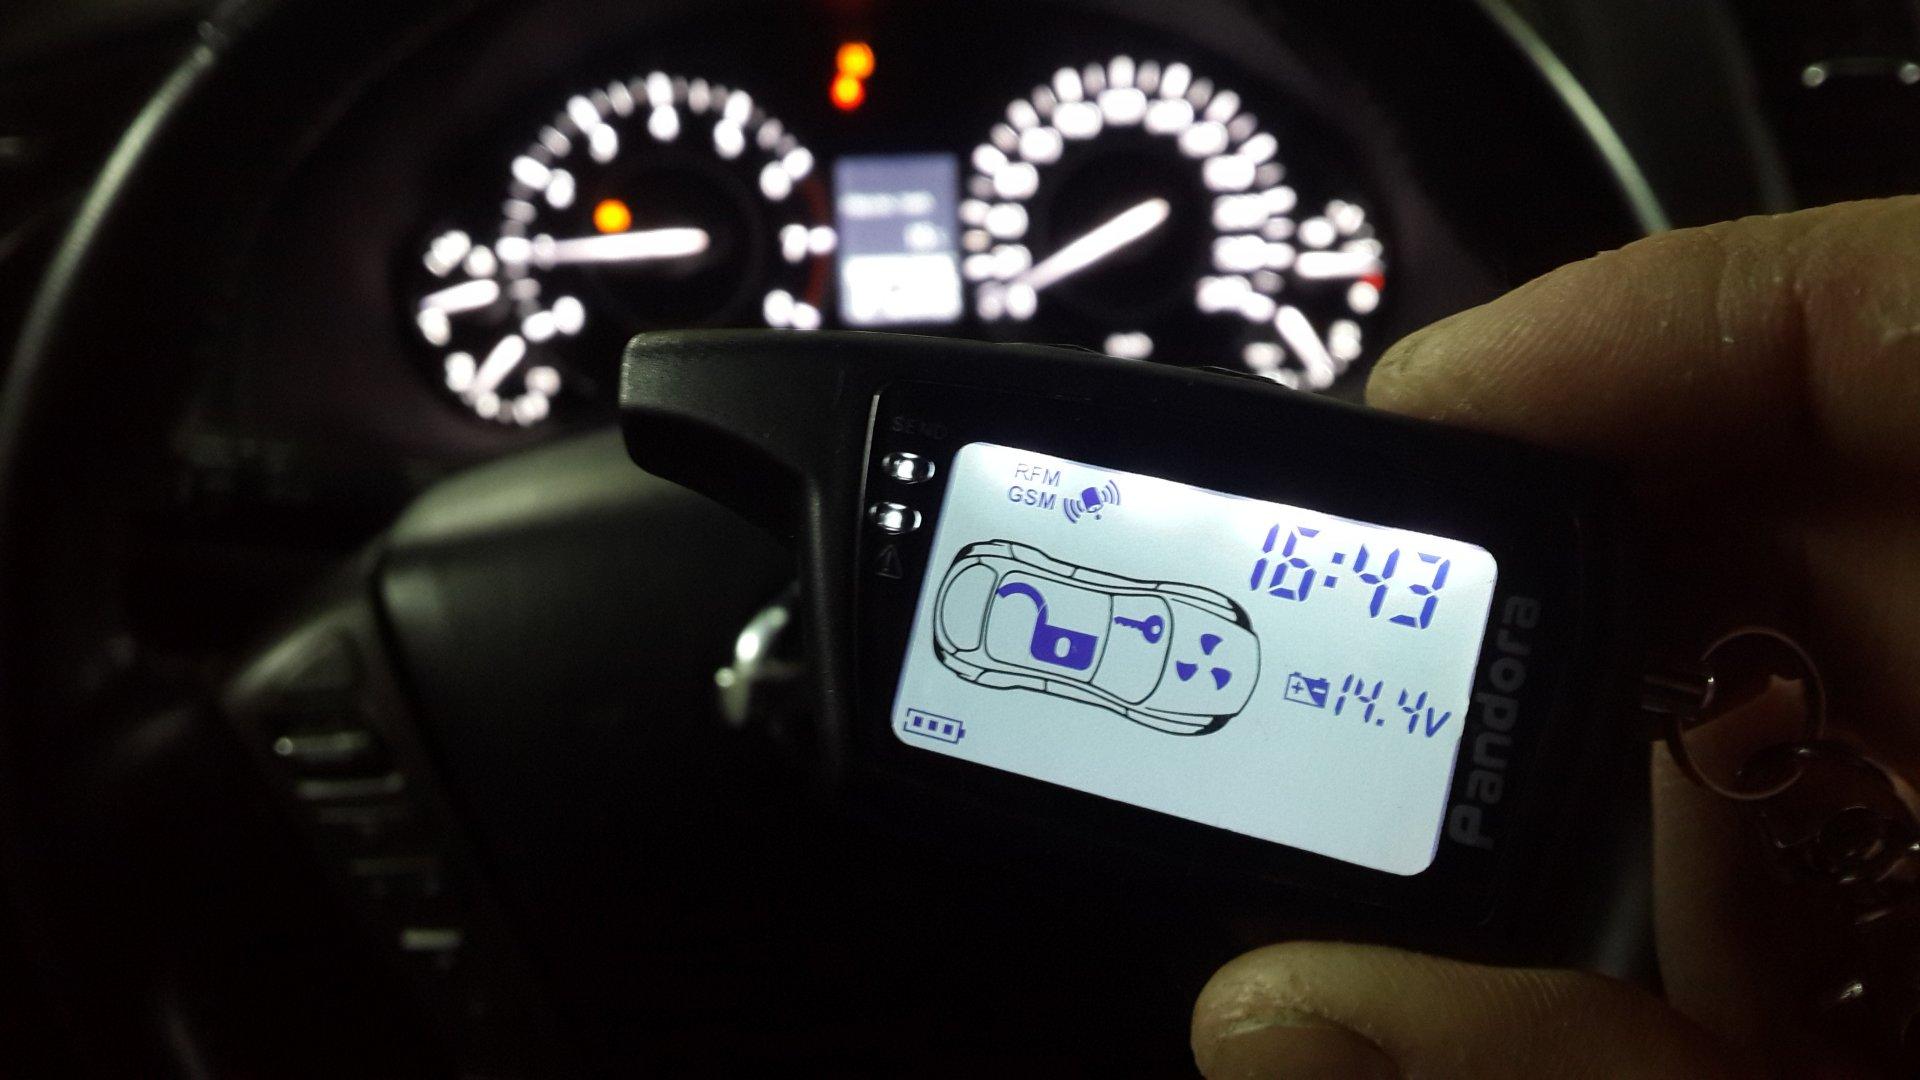 SEND
RFM
GSM
16:43
14.4V
Pandora